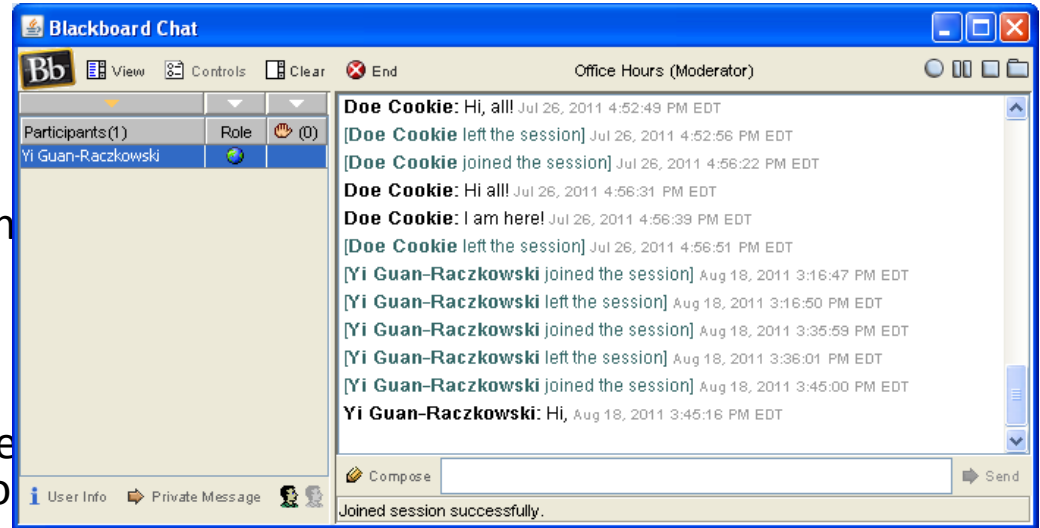 Blackboard Chat
Bb View Controls Clear End Office Hours (Moderator)
Participants(1) Role (0)
Yi Guan-Raczkowski
Doe Cookie: Hi, all! Jul 26, 2011 4:52:49 PM EDT
[Doe Cookie left the session] Jul 26, 2011 4:52:56 PM EDT
[Doe Cookie joined the session] Jul 26, 2011 4:56:22 PM EDT
Doe Cookie: Hi all! Jul 26, 2011 4:56:31 PM EDT
Doe Cookie: I am here! Jul 26, 2011 4:56:39 PM EDT
[Doe Cookie left the session] Jul 26, 2011 4:56:51 PM EDT
[Yi Guan-Raczkowski joined the session] Aug 18, 2011 3:16:47 PM EDT
[Yi Guan-Raczkowski left the session] Aug 18, 2011 3:16:50 PM EDT
[Yi Guan-Raczkowski joined the session] Aug 18, 2011 3:35:59 PM EDT
[Yi Guan-Raczkowski left the session] Aug 18, 2011 3:36:01 PM EDT
[Yi Guan-Raczkowski joined the session] Aug 18, 2011 3:45:00 PM EDT
Yi Guan-Raczkowski: Hi, Aug 18, 2011 3:45:16 PM EDT
Compose Send
User Info Private Message
Joined session successfully.